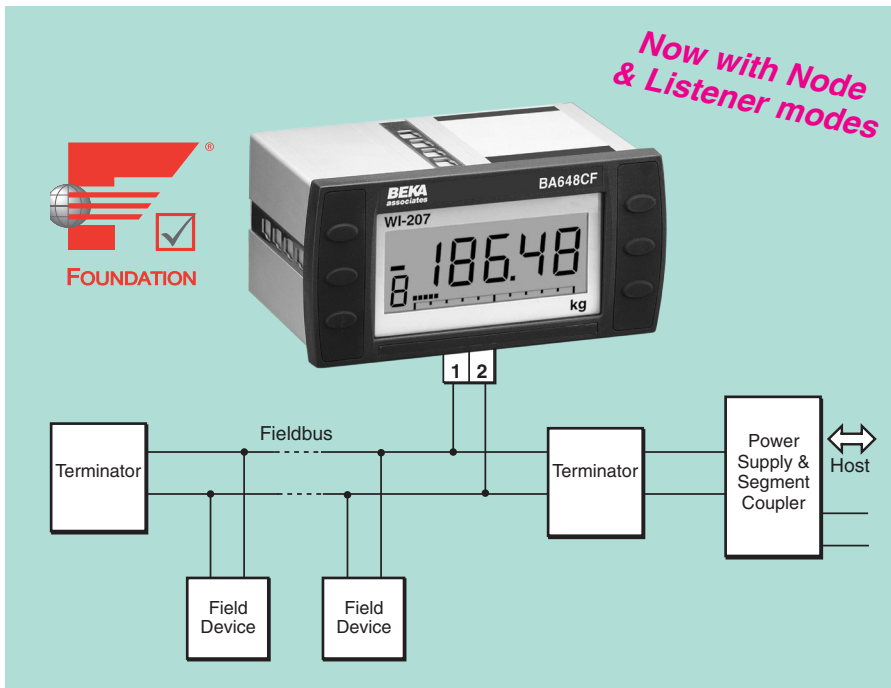 Now with Node
& Listener modes
®
FOUNDATION
BEKA
associates
BA648CF
WI-207
8
186.48
kg
1 2
Fieldbus
Terminator
Terminator
Power
Supply &
Segment
Coupler
Host
Field
Device
Field
Device